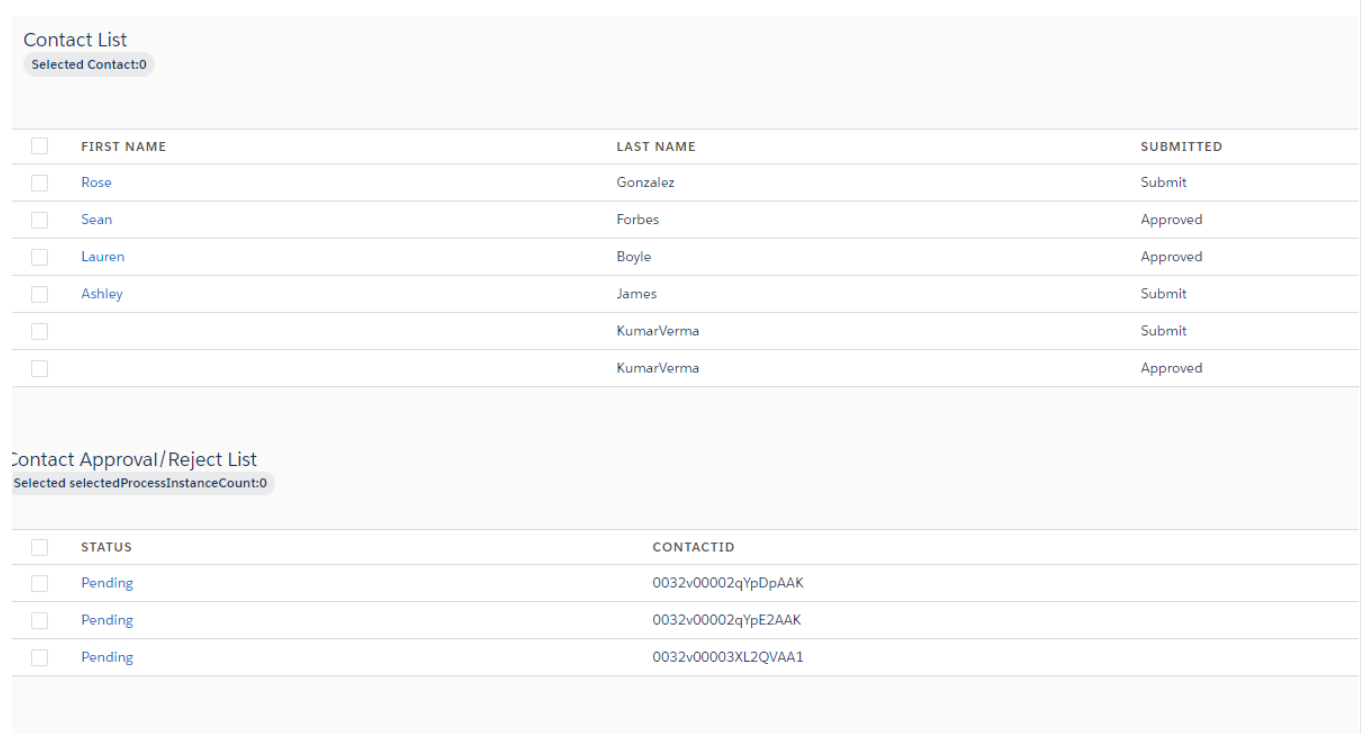 Contact List
Selected Contact:0
FIRST NAME LAST NAME SUBMITTED
Rose Gonzalez Submit
Sean Forbes Approved
Lauren Boyle Approved
Ashley James Submit
KumarVerma Submit
KumarVerma Approved
Contact Approval/Reject List
Selected selectedProcessInstanceCount:0
STATUS CONTACTID
Pending 0032v00002qYpDpAAK
Pending 0032v00002qYpE2AAK
Pending 0032v00003XL2QVAA1